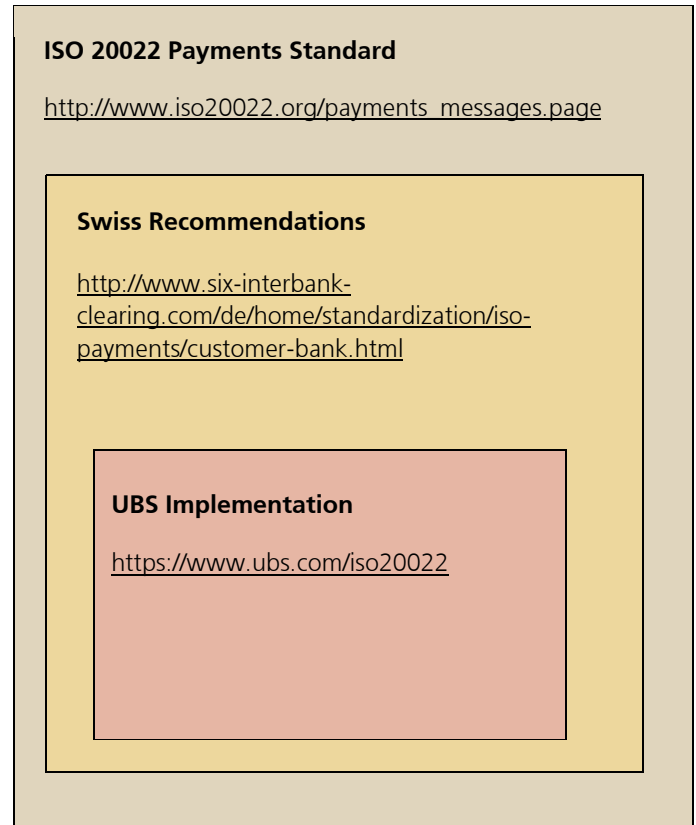 ISO 20022 Payments Standard
http://www.iso20022.org/payments_messages.page
Swiss Recommendations
http://www.six-interbank-
clearing.com/de/home/standardization/iso-
payments/customer-bank.html
UBS Implementation
https://www.ubs.com/iso20022